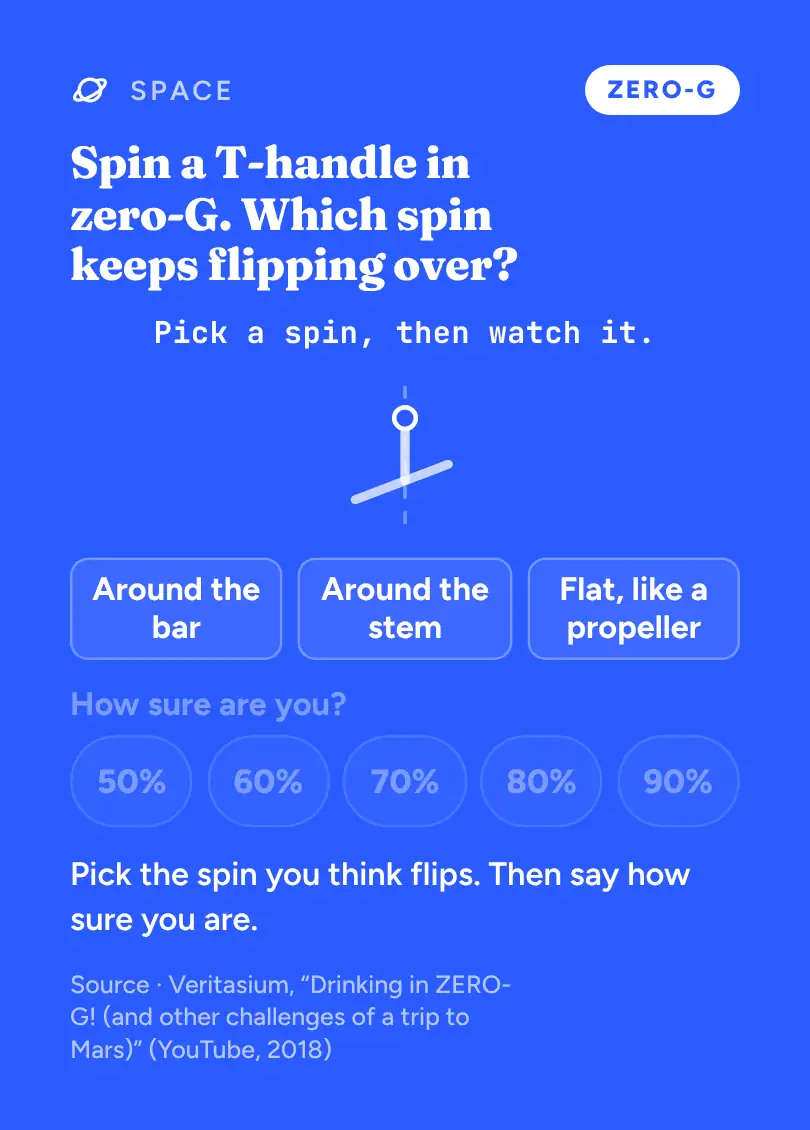 SPACE
ZERO-G
Spin a T-handle in
zero-G. Which spin
keeps flipping over?
Pick a spin, then watch it.
Around the
bar
Around the
stem
Flat, like a
propeller
How sure are you?
50%
60%
70%
80%
90%
Pick the spin you think flips. Then say how
sure you are.
Source · Veritasium, “Drinking in ZERO-
G! (and other challenges of a trip to
Mars)” (YouTube, 2018)